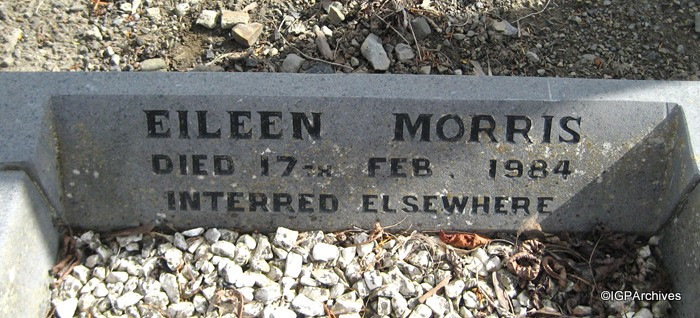 EILEEN MORRIS
DIED 17TH FEB. 1984
INTERRED ELSEWHERE
©IGPArchives